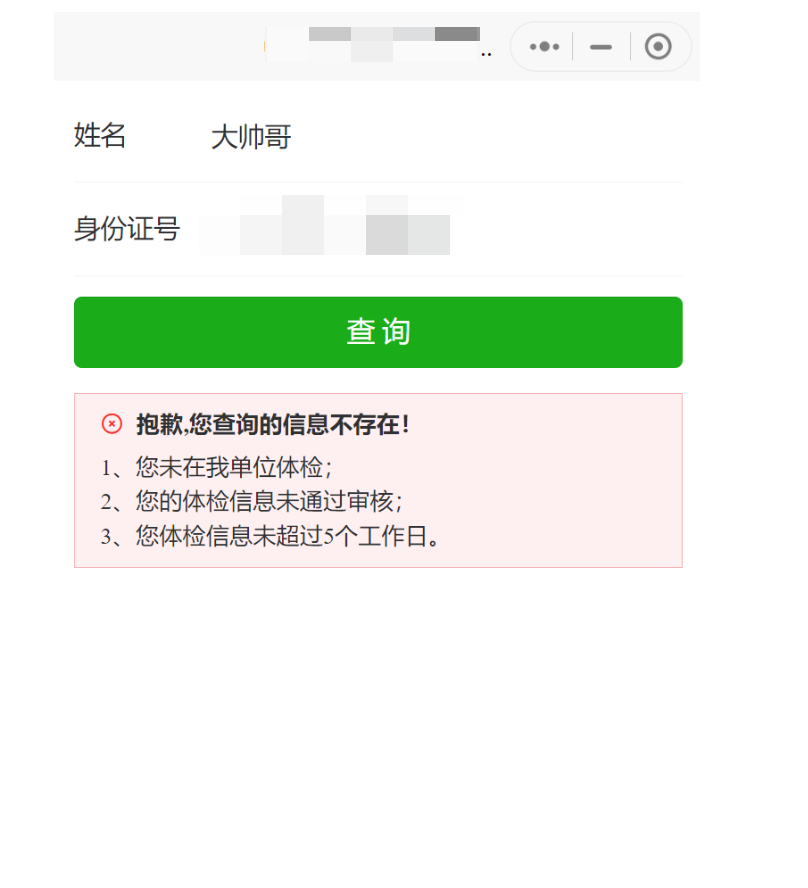 ..
姓名 大帅哥
身份证号
查询
抱歉,您查询的信息不存在!
1、您未在我单位体检;
2、您的体检信息未通过审核;
3、您体检信息未超过5个工作日。